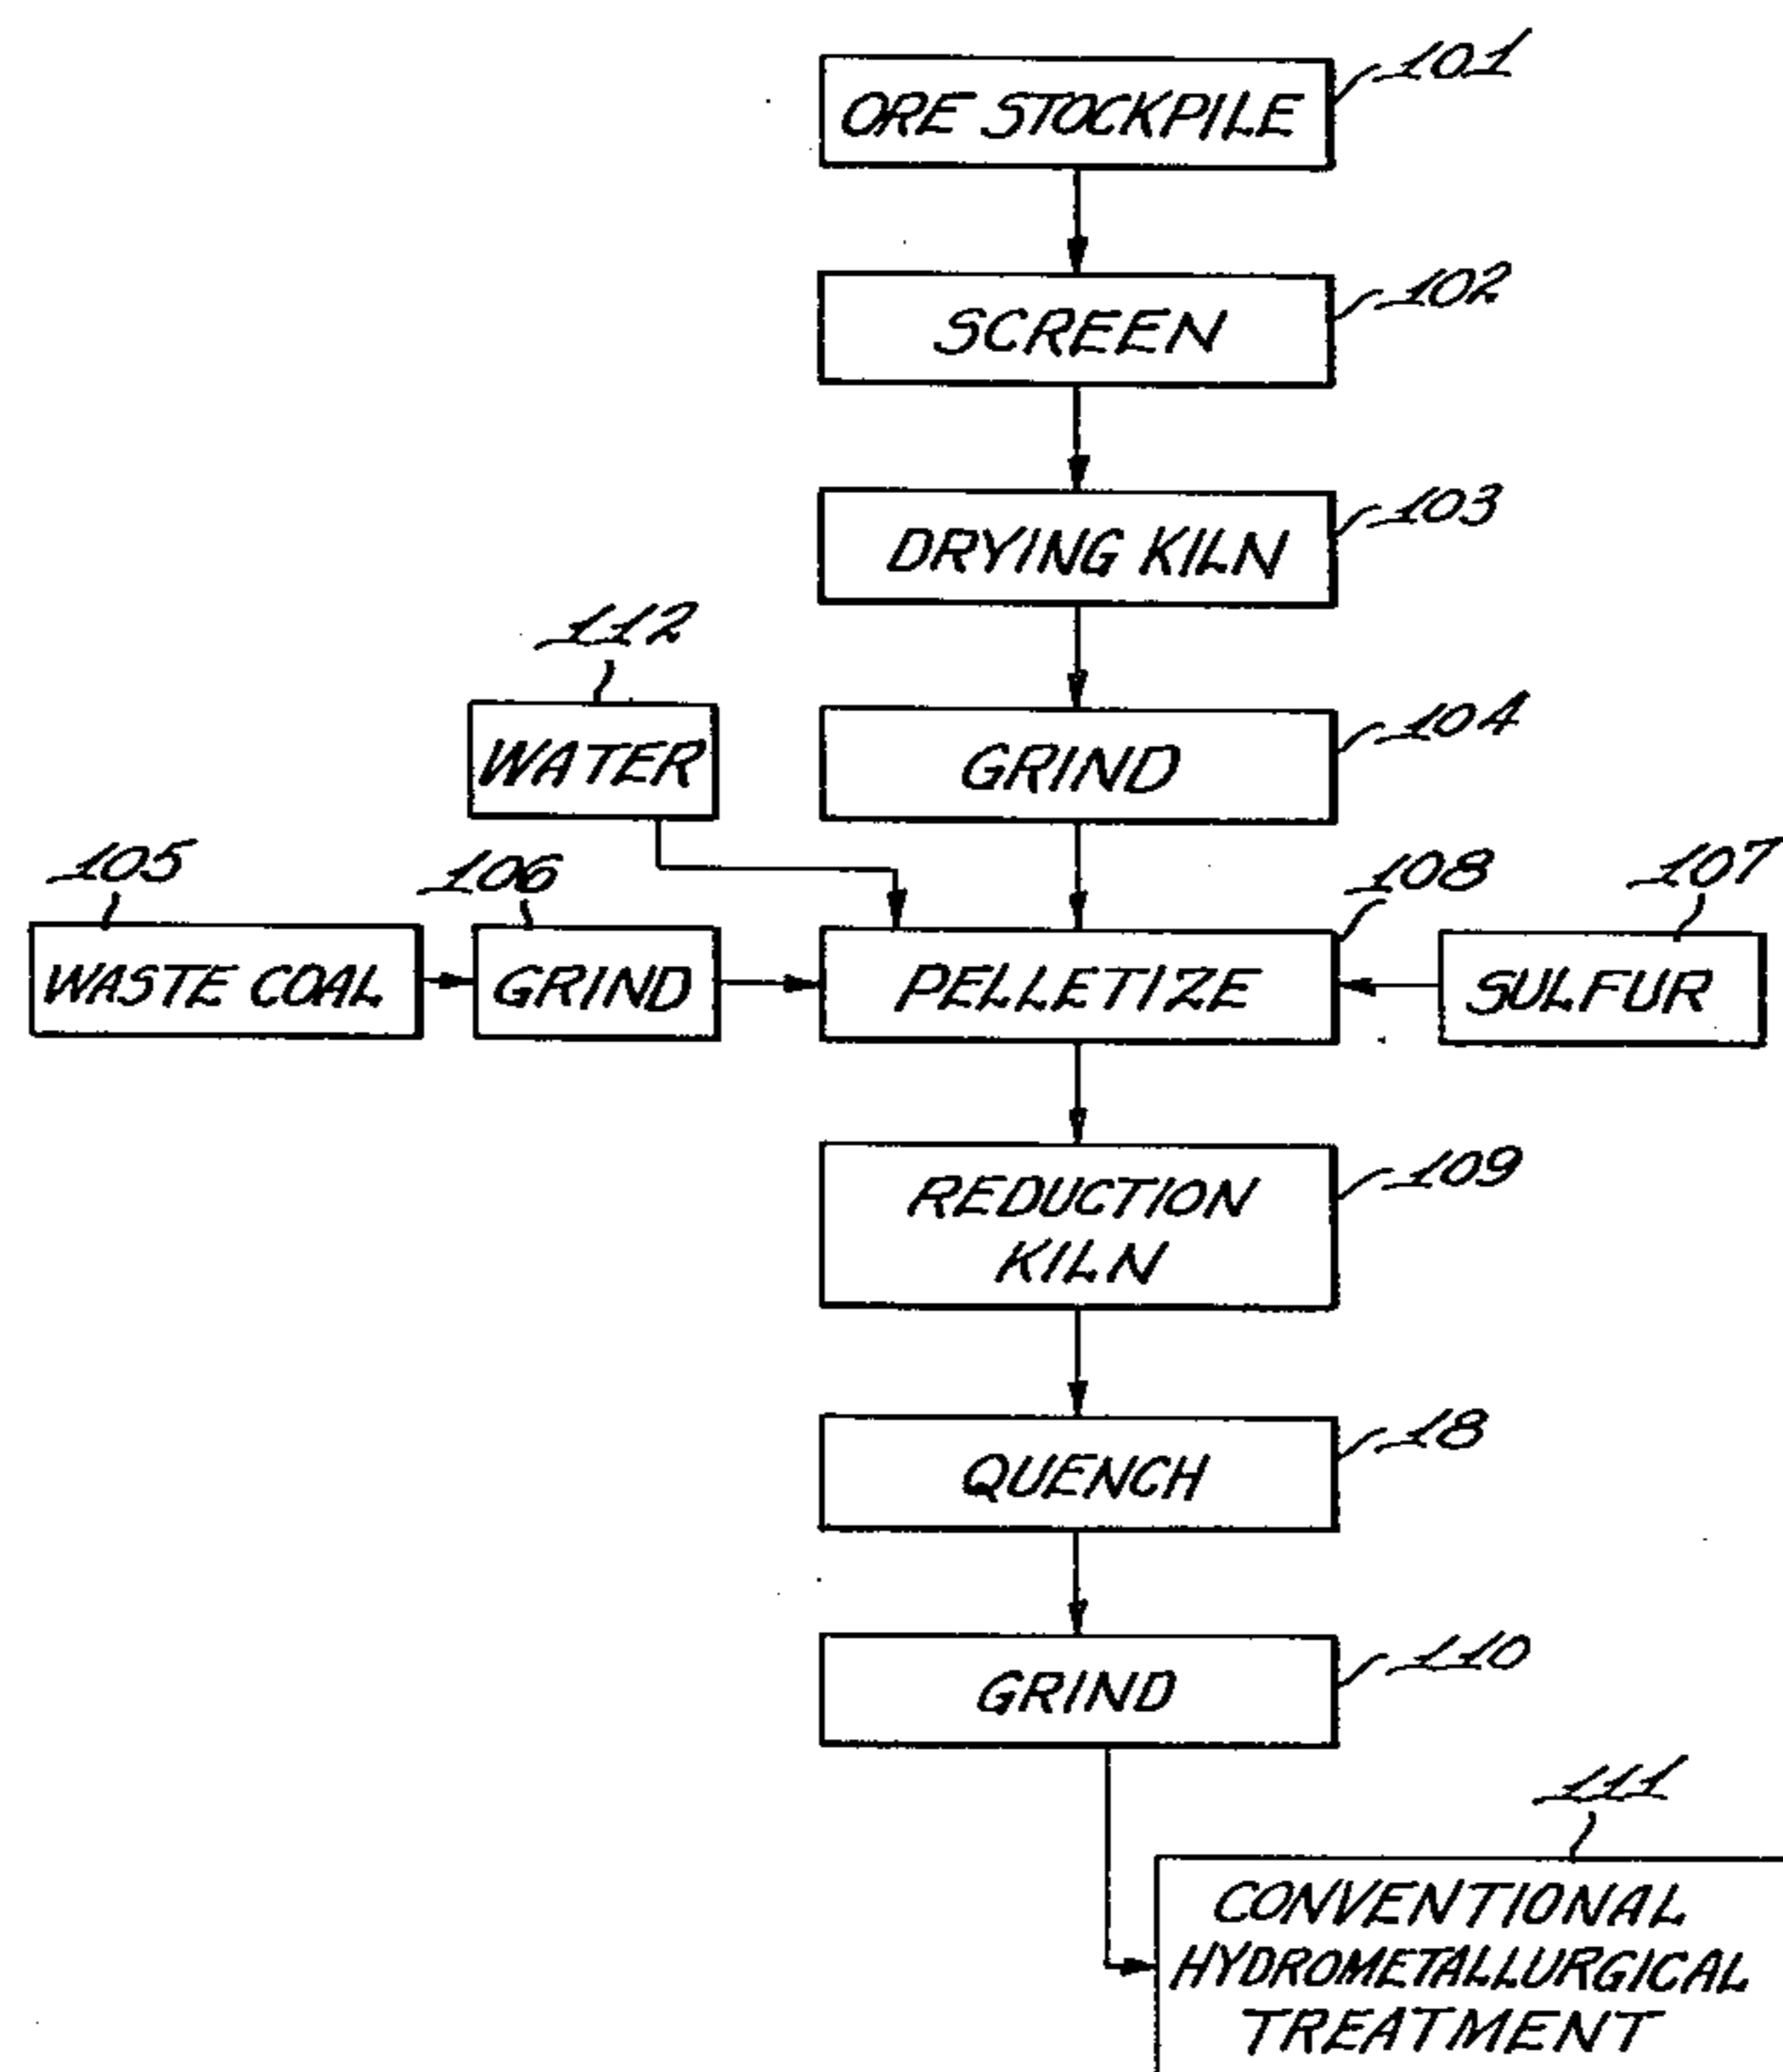 101
ORE STOCKPILE
102
SCREEN
103
DRYING KILN
112
WATER
104
GRIND
105
WASTE COAL
106
GRIND
108
PELLETIZE
107
SULFUR
109
REDUCTION
KILN
18
QUENCH
110
GRIND
111
CONVENTIONAL
HYDROMETALLURGICAL
TREATMENT